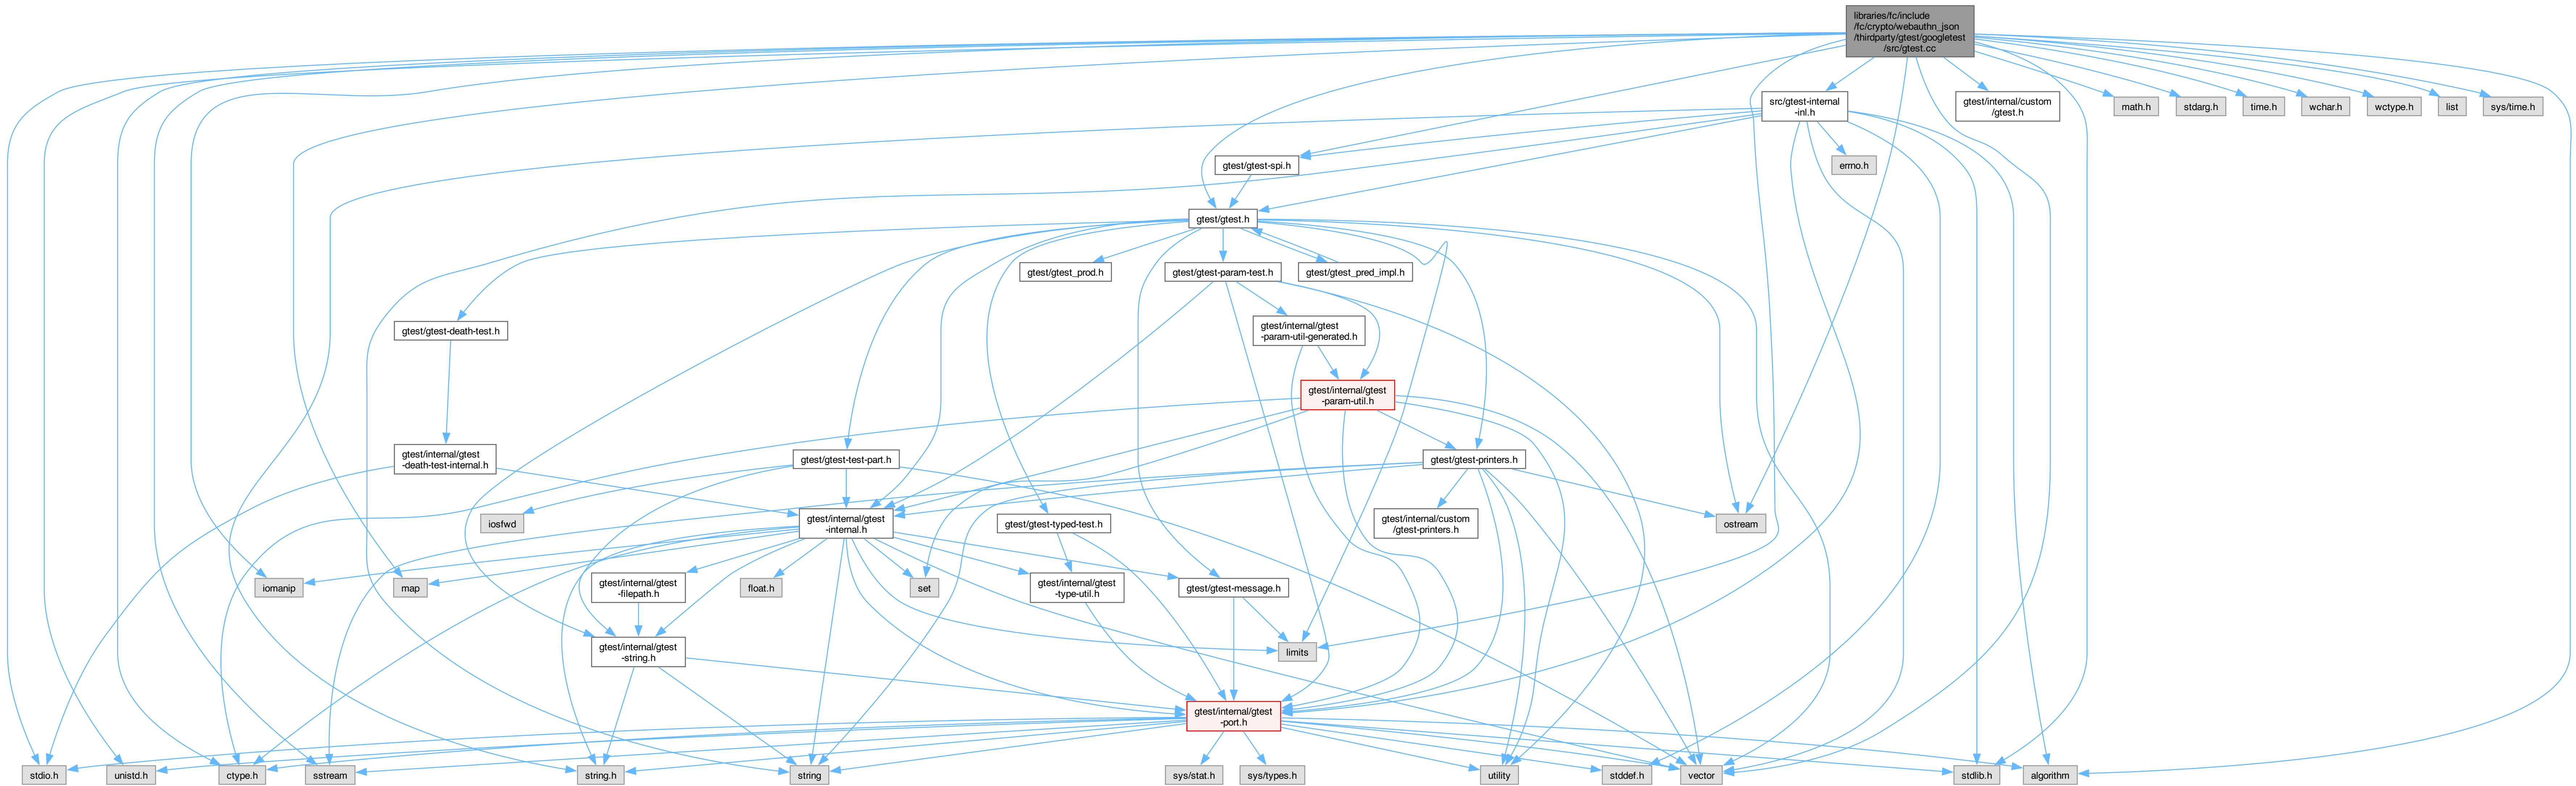 libraries/fc/include
/fc/crypto/webauthn_json
/thirdparty/gtest/googletest
/src/gtest.cc
src/gtest-internal
-inl.h
gtest/internal/custom
/gtest.h
math.h
stdarg.h
time.h
wchar.h
wctype.h
list
sys/time.h
gtest/gtest-spi.h
errno.h
gtest/gtest.h
gtest/gtest_prod.h
gtest/gtest-param-test.h
gtest/gtest_pred_impl.h
gtest/gtest-death-test.h
gtest/internal/gtest
-param-util-generated.h
gtest/internal/gtest
-param-util.h
gtest/internal/gtest
-death-test-internal.h
gtest/gtest-test-part.h
gtest/gtest-printers.h
iosfwd
gtest/internal/gtest
-internal.h
gtest/gtest-typed-test.h
gtest/internal/custom
/gtest-printers.h
ostream
iomanip
map
gtest/internal/gtest
-filepath.h
float.h
set
gtest/internal/gtest
-type-util.h
gtest/gtest-message.h
gtest/internal/gtest
-string.h
limits
gtest/internal/gtest
-port.h
stdio.h
unistd.h
ctype.h
sstream
string.h
string
sys/stat.h
sys/types.h
utility
stddef.h
vector
stdlib.h
algorithm